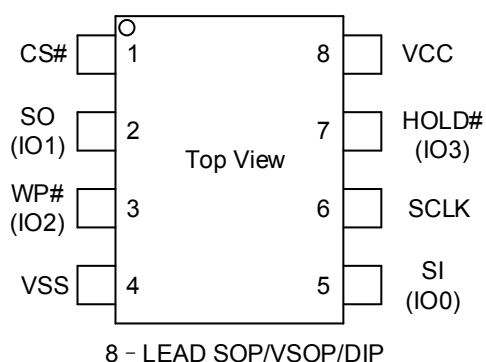 CS# 1 8 VCC
SO
(IO1) 2 7 HOLD#
(IO3)
Top View
WP#
(IO2) 3 6 SCLK
VSS 4 5 SI
(IO0)
8 – LEAD SOP/VSOP/DIP